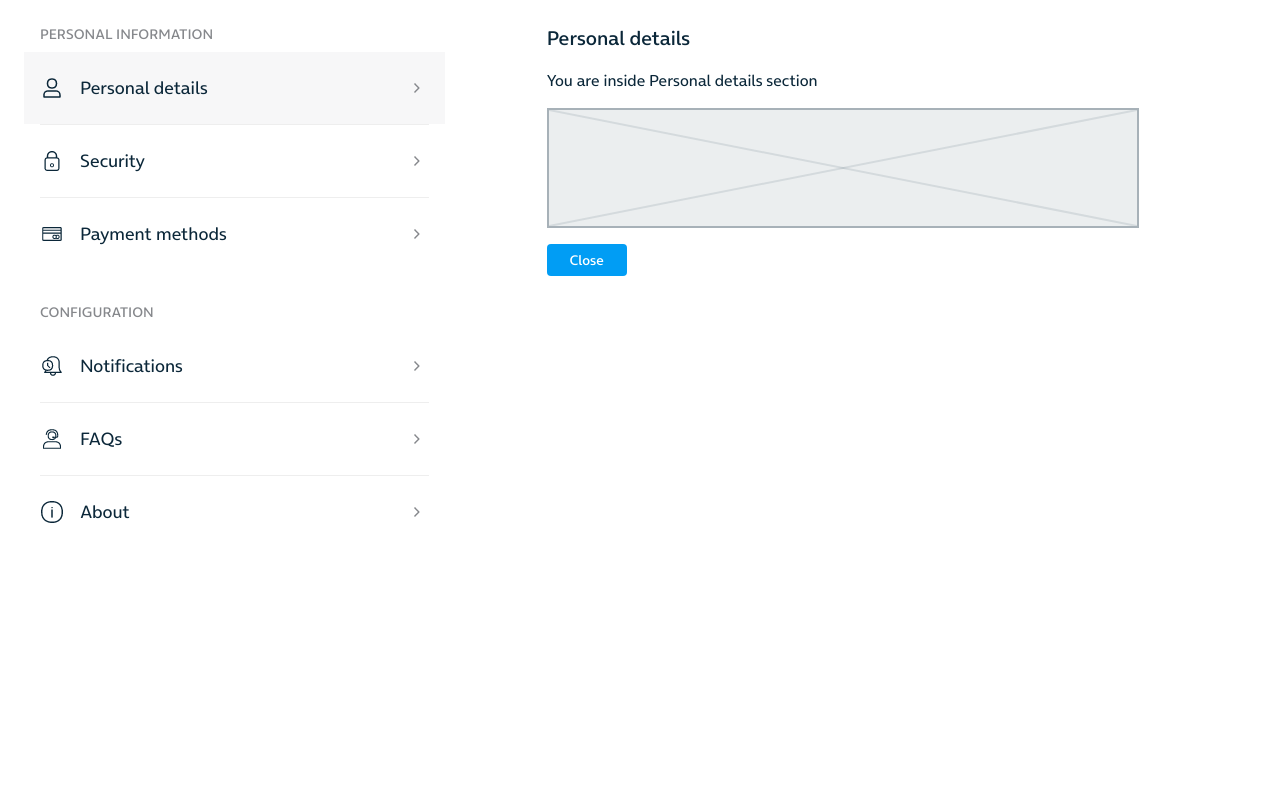 PERSONAL INFORMATION
Personal details
Security
Payment methods
CONFIGURATION
Notifications
FAQs
About
Personal details
You are inside Personal details section
Close